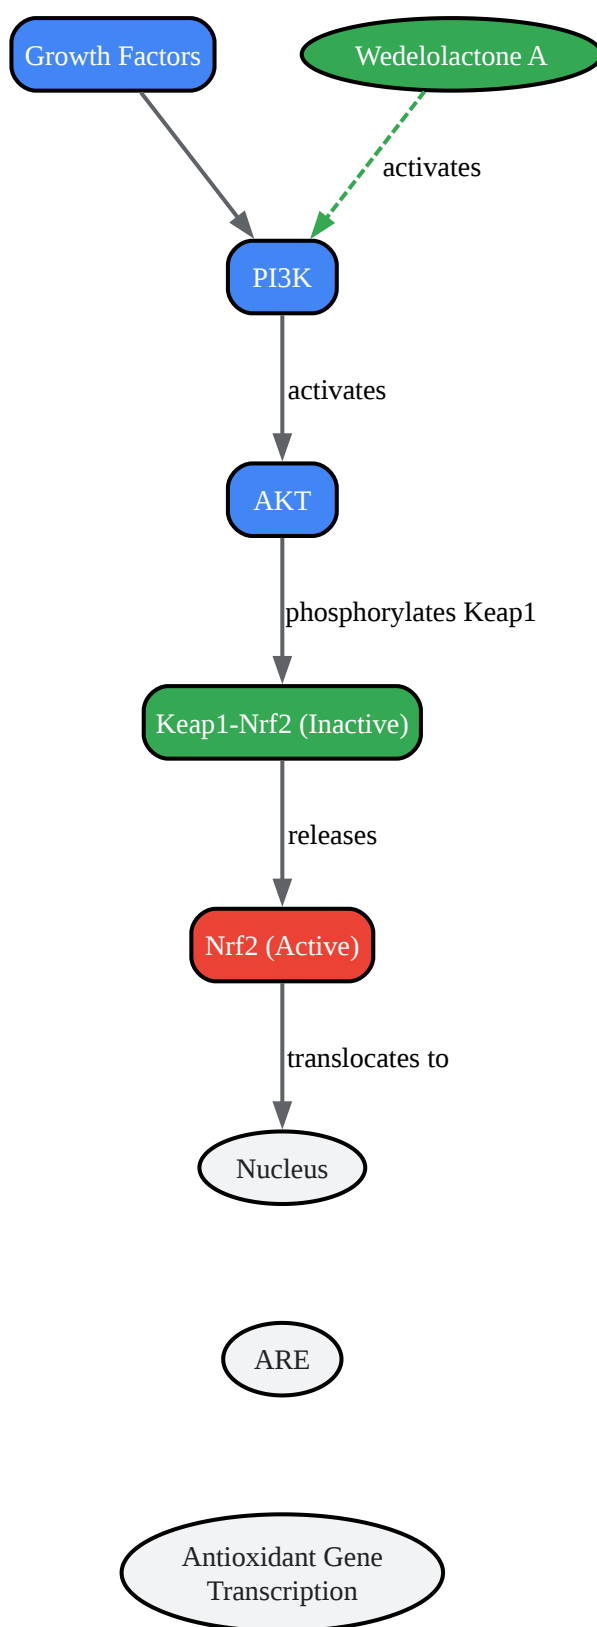 Growth Factors
Wedelolactone A
activates
PI3K
activates
AKT
phosphorylates Keap1
Keap1-Nrf2 (Inactive)
releases
Nrf2 (Active)
translocates to
Nucleus
ARE
Antioxidant Gene
Transcription